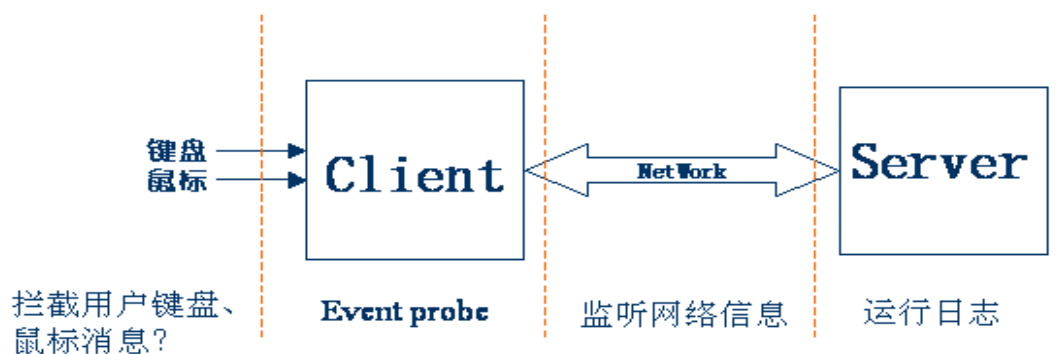 键盘
鼠标
Client
NetWork
Server
拦截用户键盘、
鼠标消息?
Event probe
监听网络信息
运行日志